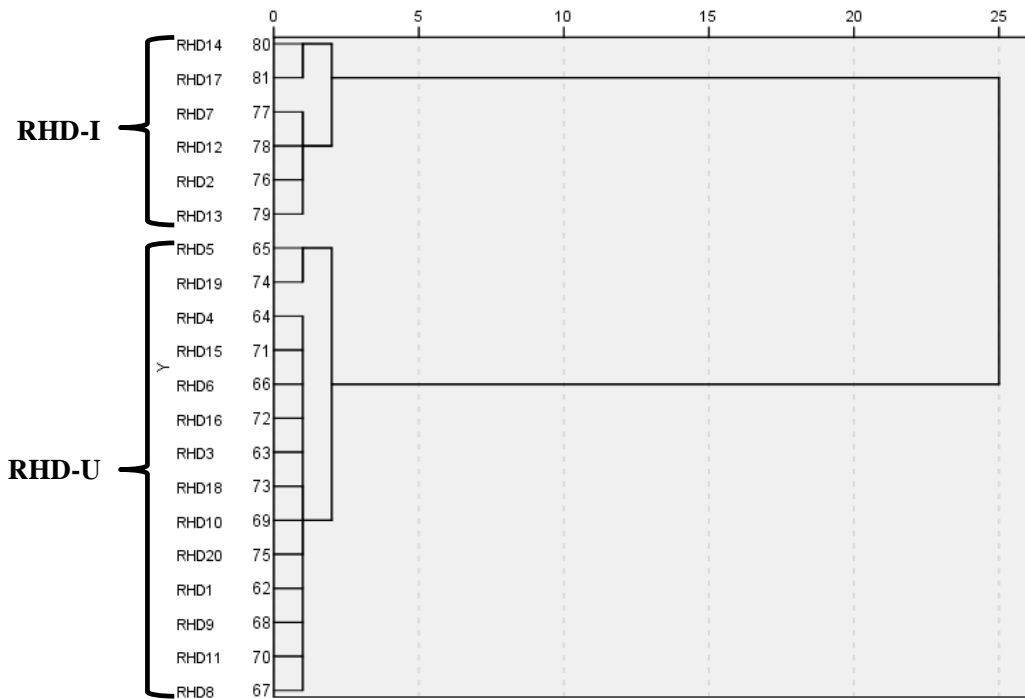 0 5 10 15 20 25
RHD14 80
RHD17 81
RHD7 77
RHD-I
RHD12 78
RHD2 76
RHD13 79
RHD5 65
RHD19 74
RHD4 64
RHD15 71
Y
RHD6 66
RHD16 72
RHD3 63
RHD-U
RHD18 73
RHD10 69
RHD20 75
RHD1 62
RHD9 68
RHD11 70
RHD8 67